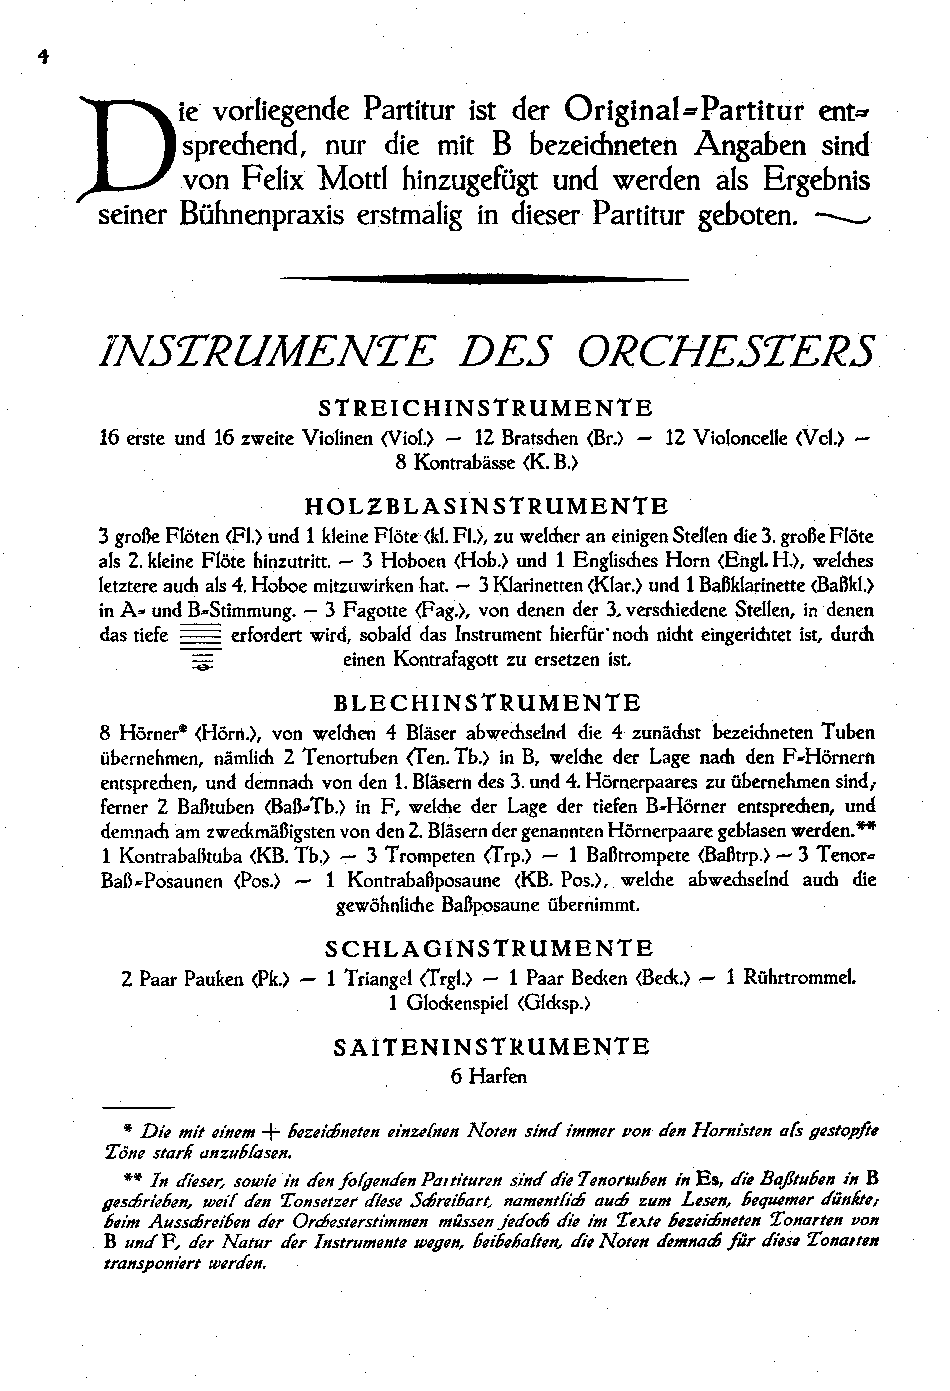 4
Die vorliegende Partitur ist der Original-Partitur ent-
sprechend, nur die mit B bezeichneten Angaben sind
von Felix Mottl hinzugefügt und werden als Ergebnis
seiner Bühnenpraxis erstmalig in dieser Partitur geboten.
INSTRUMENTE DES ORCHESTERS
STREICHINSTRUMENTE
16 erste und 16 zweite Violinen (Viol.) — 12 Bratschen (Br.) — 12 Violoncelle (Vcl.) —
8 Kontrabässe (K. B.)
HOLZBLASINSTRUMENTE
3 große Flöten (Fl.) und 1 kleine Flöte (kl. Fl.), zu welcher an einigen Stellen die 3. große Flöte
als 2. kleine Flöte hinzutritt. — 3 Hoboen (Hob.) und 1 Englisches Horn (Engl. H.), welches
letztere auch als 4. Hoboe mitzuwirken hat. — 3 Klarinetten (Klar.) und 1 Baßklarinette (Baßkl.)
in A- und B-Stimmung. — 3 Fagotte (Fag.), von denen der 3. verschiedene Stellen, in denen
das tiefe erfordert wird, sobald das Instrument hierfür noch nicht eingerichtet ist, durch
einen Kontrafagott zu ersetzen ist.
BLECHINSTRUMENTE
8 Hörner* (Hörn.), von welchen 4 Bläser abwechselnd die 4 zunächst bezeichneten Tuben
übernehmen, nämlich 2 Tenortuben (Ten. Tb.) in B, welche der Lage nach den F-Hörnern
entsprechen, und demnach von den 1. Bläsern des 3. und 4. Hörnerpaares zu übernehmen sind,
ferner 2 Baßtuben (Baß-Tb.) in F, welche der Lage der tiefen B-Hörner entsprechen, und
demnach am zweckmäßigsten von den 2. Bläsern der genannten Hörnerpaare geblasen werden.**
1 Kontrabaßtuba (KB. Tb.) — 3 Trompeten (Trp.) — 1 Baßtrompete (Baßtrp.) — 3 Tenor-
Baß-Posaunen (Pos.) — 1 Kontrabaßposaune (KB. Pos.), welche abwechselnd auch die
gewöhnliche Baßposaune übernimmt.
SCHLAGINSTRUMENTE
2 Paar Pauken (Pk.) — 1 Triangel (Trgl.) — 1 Paar Becken (Beck.) — 1 Rührtrommel.
1 Glockenspiel (Glcksp.)
SAITENINSTRUMENTE
6 Harfen
* Die mit einem + bezeichneten einzelnen Noten sind immer von den Hornisten als gestopfte
Töne stark anzublasen.
** In dieser, sowie in den folgenden Partituren sind die Tenortuben in Es, die Baßtuben in B
geschrieben, weil den Tonsetzer diese Schreibart, namentlich auch zum Lesen, bequemer dünkte;
beim Ausschreiben der Orchesterstimmen müssen jedoch die im Texte bezeichneten Tonarten von
B und F, der Natur der Instrumente wegen, beibehalten, die Noten demnach für diese Tonarten
transponiert werden.